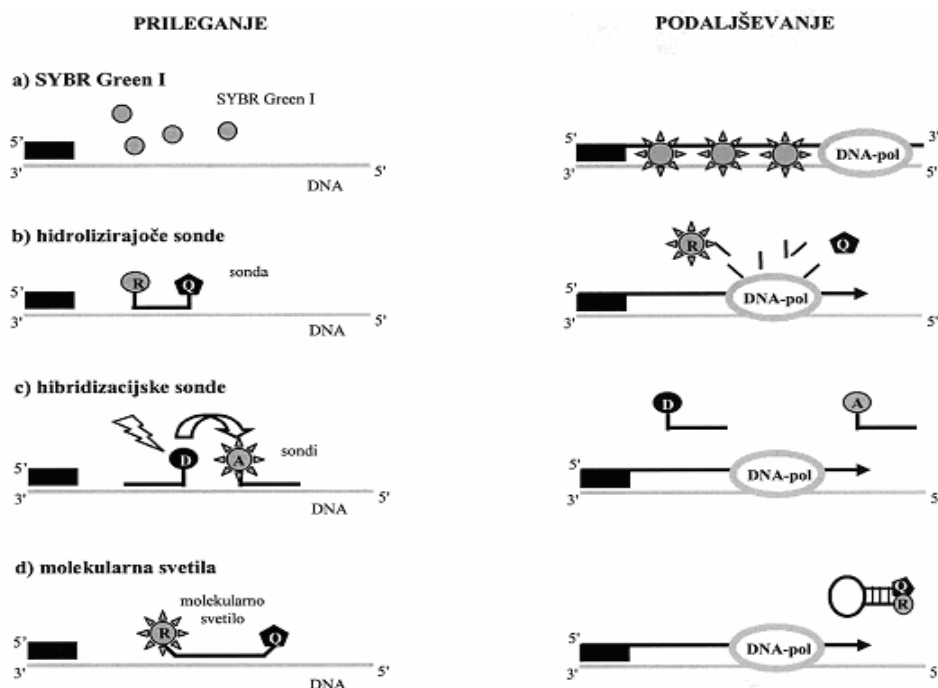 PRILEGANJE PODALJŠEVANJE
a) SYBR Green I
SYBR Green I
5'
3'
DNA
5'
5'
3'
DNA-pol
3'
5'
b) hidrolizirajoče sonde
R
Q
sonda
5'
3'
DNA
5'
R
Q
DNA-pol
5'
3'
5'
c) hibridizacijske sonde
D
A
sondi
5'
3'
DNA
5'
D
A
DNA-pol
5'
3'
5'
d) molekularna svetila
molekularno
svetilo
R
Q
5'
3'
DNA
5'
Q
R
DNA-pol
5'
3'
5'